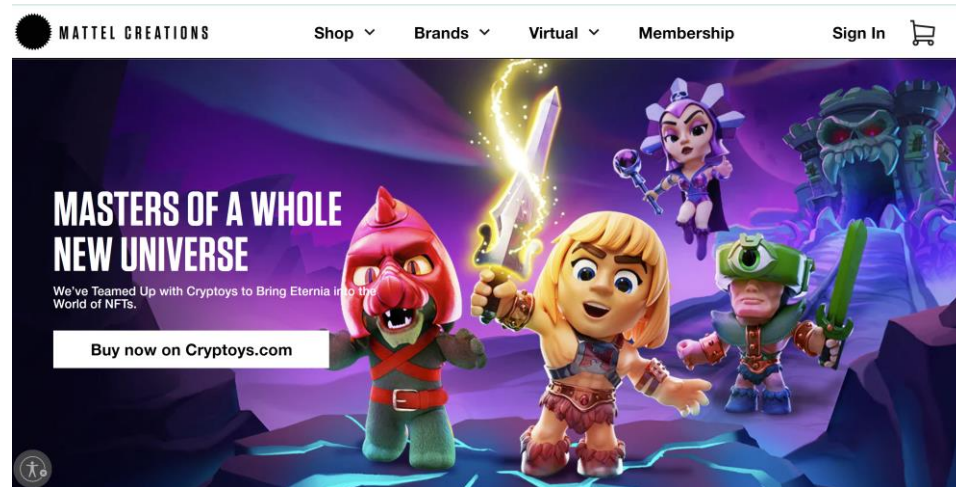 MATTEL CREATIONS
Shop
Brands
Virtual
Membership
Sign In
MASTERS OF A WHOLE
NEW UNIVERSE
We've Teamed Up with Cryptoys to Bring Eternia into the
World of NFTs.
Buy now on Cryptoys.com